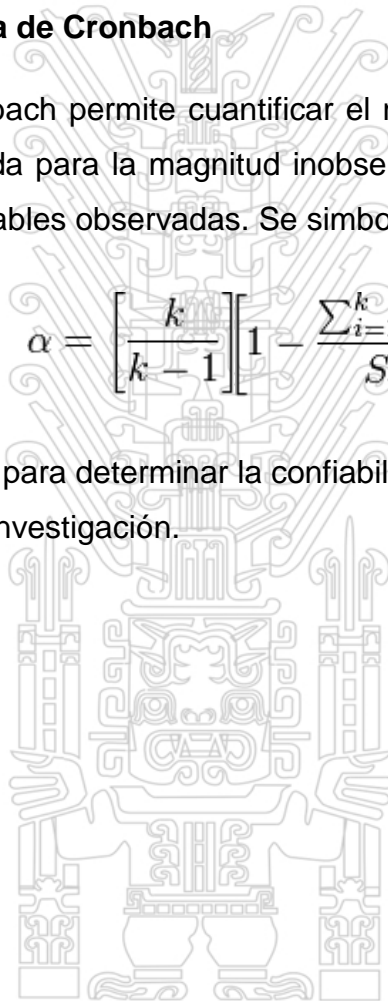 a de Cronbach
bach permite cuantificar el
da para la magnitud inobse
ables observadas. Se simbo
α = [k / (k − 1)] [1 − ∑_{i=}^{k} / S
para determinar la confiabil
nvestigación.